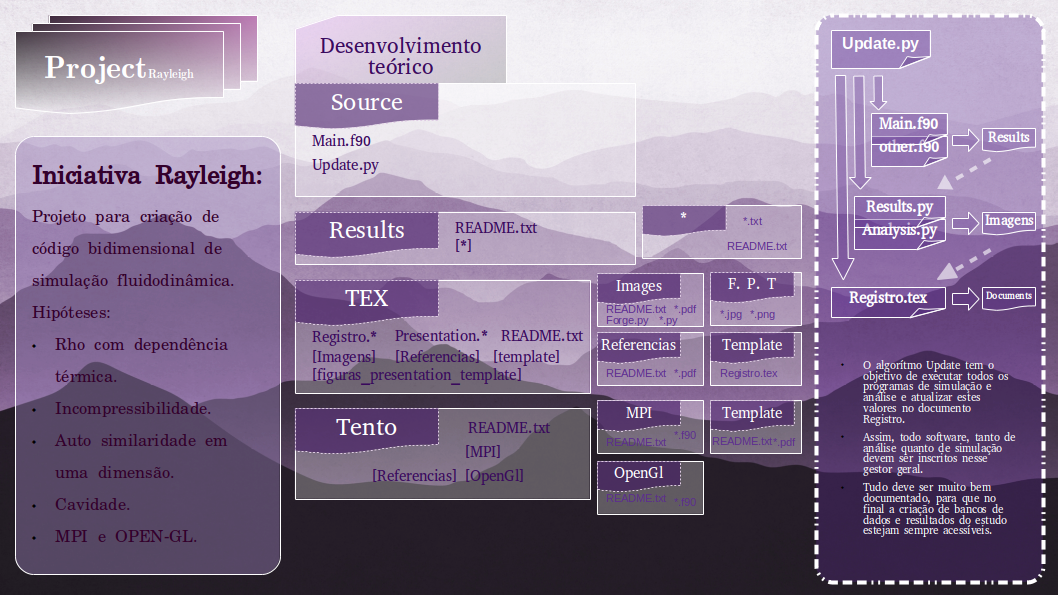 Project Rayleigh
Iniciativa Rayleigh:
Projeto para criação de
código bidimensional de
simulação fluidodinâmica.
Hipóteses:
• Rho com dependência
térmica.
• Incompressibilidade.
• Auto similaridade em
uma dimensão.
• Cavidade.
• MPI e OPEN-GL.
Desenvolvimento
teórico
Source
Main.f90
Update.py
Results
README.txt
[*]
*
*.txt
README.txt
TEX
Registro.* Presentation.* README.txt
[Imagens] [Referencias] [template]
[figuras_presentation_template]
Images
README.txt *.pdf
Forge.py *.py
F. P. T
*.jpg *.png
Referencias
README.txt *.pdf
Template
Registro.tex
Tento
README.txt
[MPI]
[Referencias] [OpenGl]
MPI
README.txt *.f90
Template
README.txt *.pdf
OpenGl
README.txt *.f90
Update.py
Main.f90
other.f90
Results
Results.py
Analysis.py
Imagens
Registro.tex
Documents
• O algoritmo Update tem o
objetivo de executar todos os
programas de simulação e
análise e atualizar estes
valores no documento
Registro.
• Assim, todo software, tanto de
análise quanto de simulação
devem ser inscritos nesse
gestor geral.
• Tudo deve ser muito bem
documentado, para que no
final a criação de bancos de
dados e resultados do estudo
estejam sempre acessíveis.